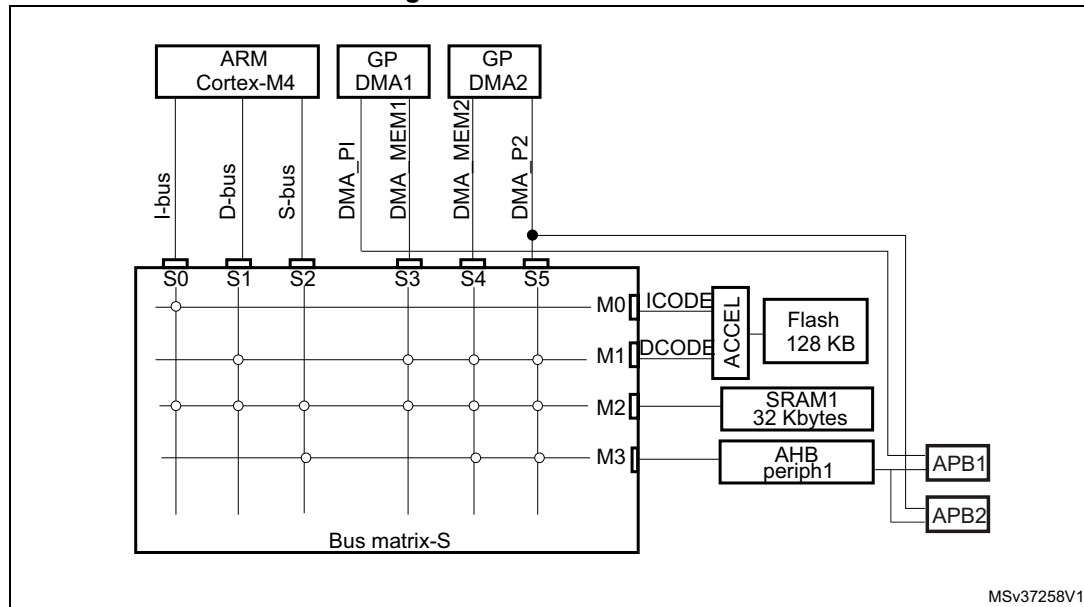 ARM
Cortex-M4
GP
DMA1
GP
DMA2
I-bus
D-bus
S-bus
DMA_PI
DMA_MEM1
DMA_MEM2
DMA_P2
S0
S1
S2
S3
S4
S5
M0
ICODE
M1
DCODE
ACCEL
Flash
128 KB
M2
SRAM1
32 Kbytes
M3
AHB
periph1
APB1
APB2
Bus matrix-S
MSv37258V1